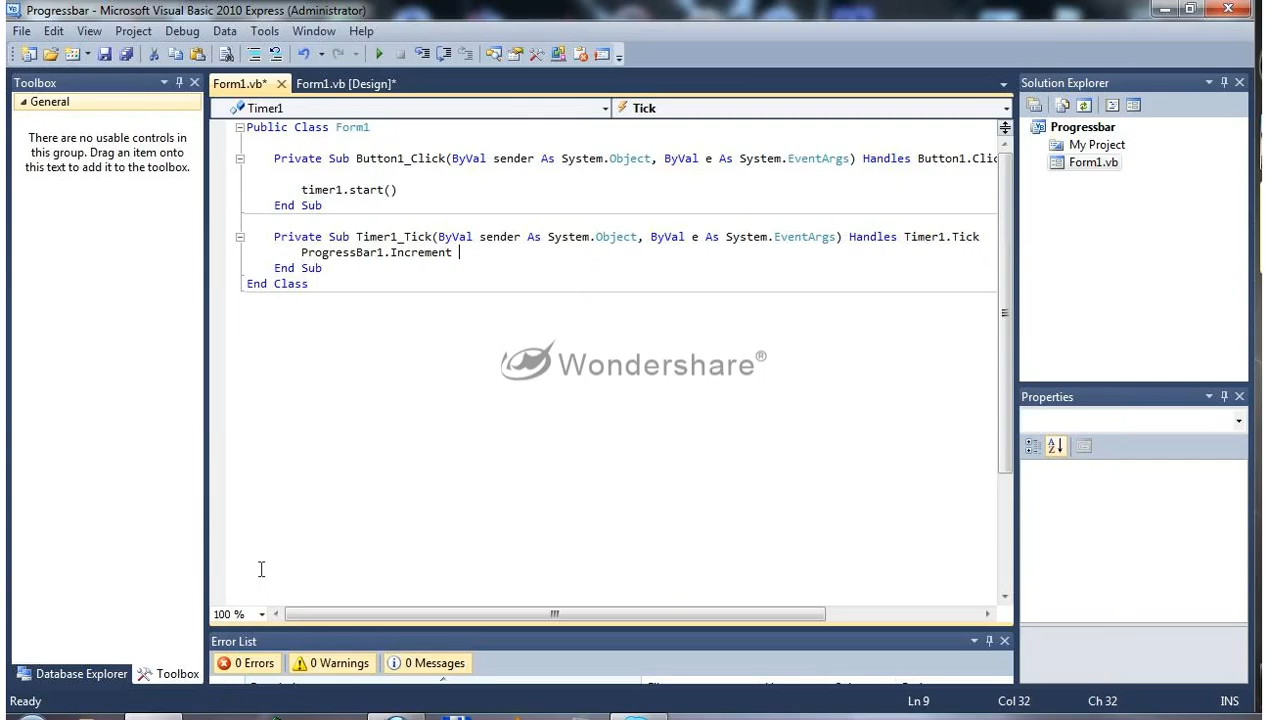 Progressbar - Microsoft Visual Basic 2010 Express (Administrator)
File Edit View Project Debug Data Tools Window Help
Toolbox
General
There are no usable controls in
this group. Drag an item onto
this text to add it to the toolbox.
Database Explorer Toolbox
Form1.vb* Form1.vb [Design]*
Timer1 Tick
Public Class Form1
Private Sub Button1_Click(ByVal sender As System.Object, ByVal e As System.EventArgs) Handles Button1.Clic
timer1.start()
End Sub
Private Sub Timer1_Tick(ByVal sender As System.Object, ByVal e As System.EventArgs) Handles Timer1.Tick
ProgressBar1.Increment
End Sub
End Class
Wondershare®
100 %
Error List
0 Errors 0 Warnings 0 Messages
Solution Explorer
Progressbar
My Project
Form1.vb
Properties
Ready Ln 9 Col 32 Ch 32 INS